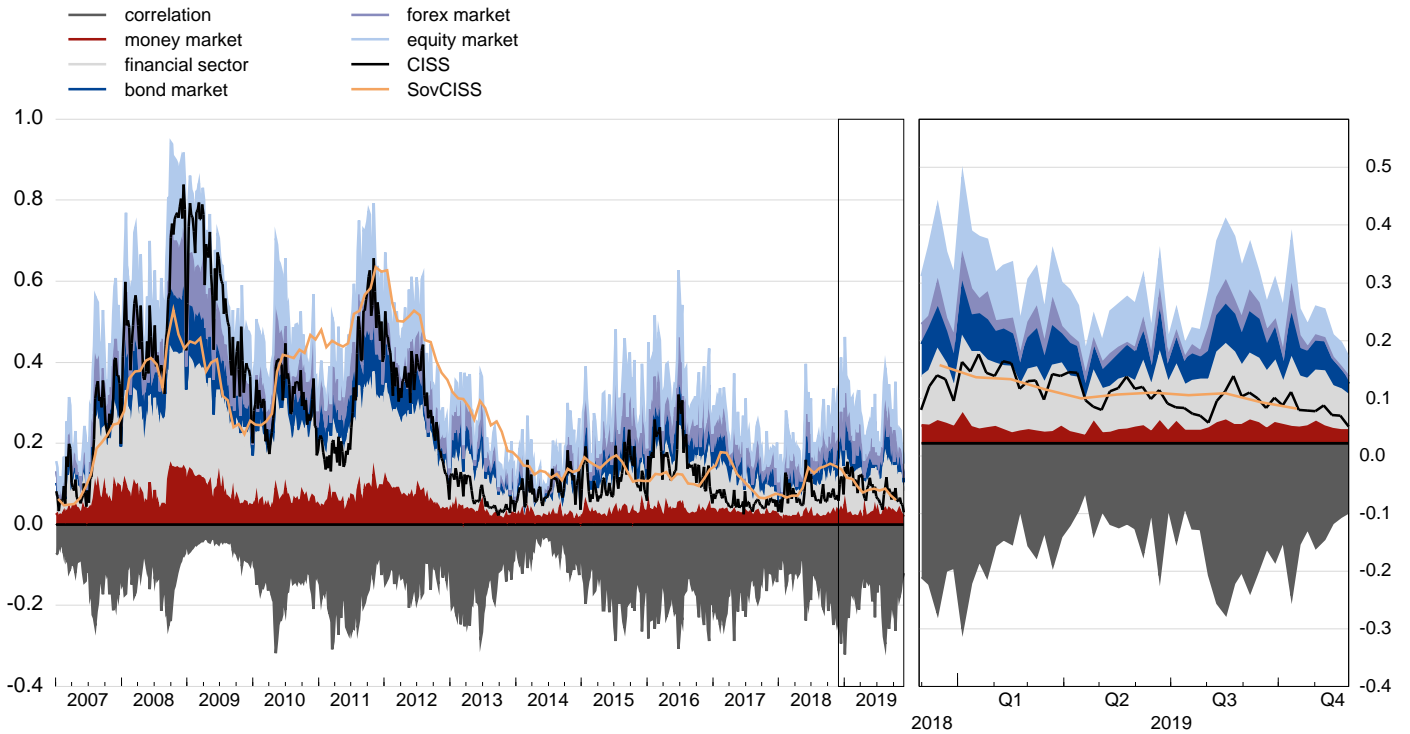 correlation
money market
financial sector
bond market
forex market
equity market
CISS
SovCISS
1.0
0.8
0.6
0.4
0.2
0.0
-0.2
-0.4
2007 2008 2009 2010 2011 2012 2013 2014 2015 2016 2017 2018 2019
0.5
0.4
0.3
0.2
0.1
0.0
-0.1
-0.2
-0.3
-0.4
Q1 Q2 Q3 Q4
2018 2019